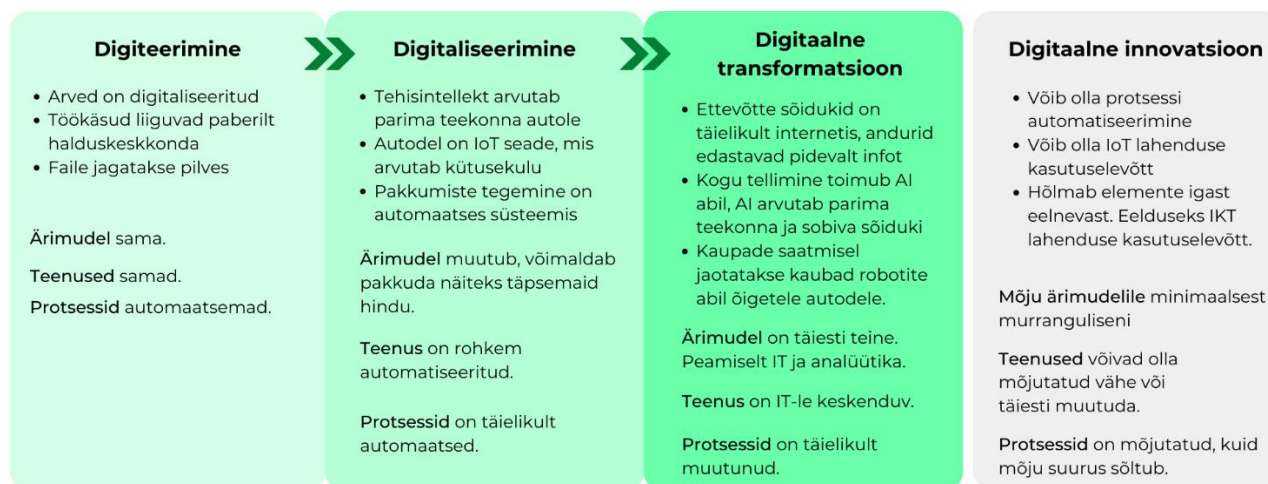 Digiteerimine
• Arved on digitaliseeritud
• Töökäsud liiguvad paberilt
halduskeskkonda
• Faile jagatakse pilves
Ärimudel sama.
Teenused samad.
Protsessid automaatsemad.
Digitaliseerimine
• Tehisintellekt arvutab
parima teekonna autole
• Autodel on IoT seade, mis
arvutab kütusekulu
• Pakkumiste tegemine on
automaatses süsteemis
Ärimudel muutub, võimaldab
pakkuda näiteks täpsemaid
hindu.
Teenus on rohkem
automatiseeritud.
Protsessid on täielikult
automaatsed.
Digitaalne
transformatsioon
• Ettevõtte sõidukid on
täielikult internetis, andurid
edastavad pidevalt infot
• Kogu tellimine toimub AI
abil, AI arvutab parima
teekonna ja sobiva sõiduki
• Kaupade saatmisel
jaotatakse kaubad robotite
abil õigetele autodele.
Ärimudel on täiesti teine.
Peamiselt IT ja analüütika.
Teenus on IT-le keskenduv.
Protsessid on täielikult
muutunud.
Digitaalne innovatsioon
• Võib olla protsessi
automatiseerimine
• Võib olla IoT lahenduse
kasutuselevõtt
• Hõlmab elemente igast
eelnevast. Eelduseks IKT
lahenduse kasutuselevõtt.
Mõju ärimudelile minimaalsest
murranguliseni
Teenused võivad olla
mõjutatud vähe või
täiesti muutuda.
Protsessid on mõjutatud, kuid
mõju suurus sõltub.